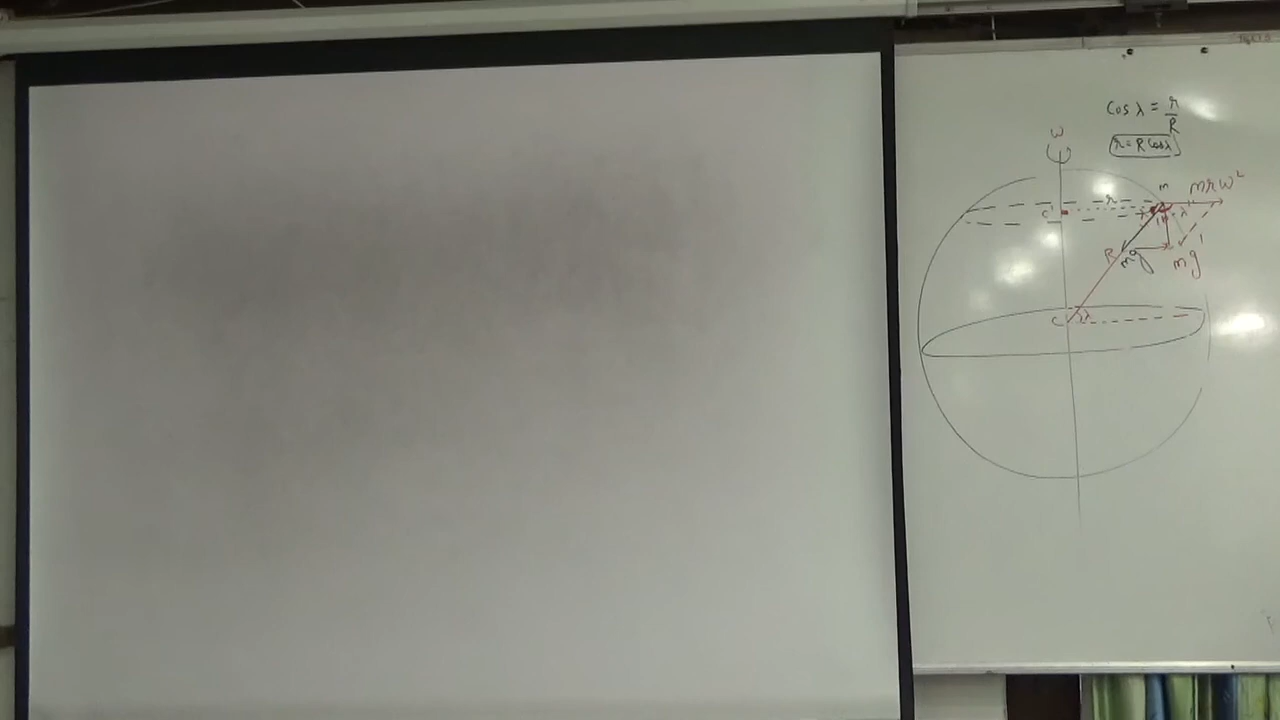 Cos λ = r/R
r = R Cos λ
ω
m
mrω²
r
c'
λ
λ
R
mg
mg'
C
λ